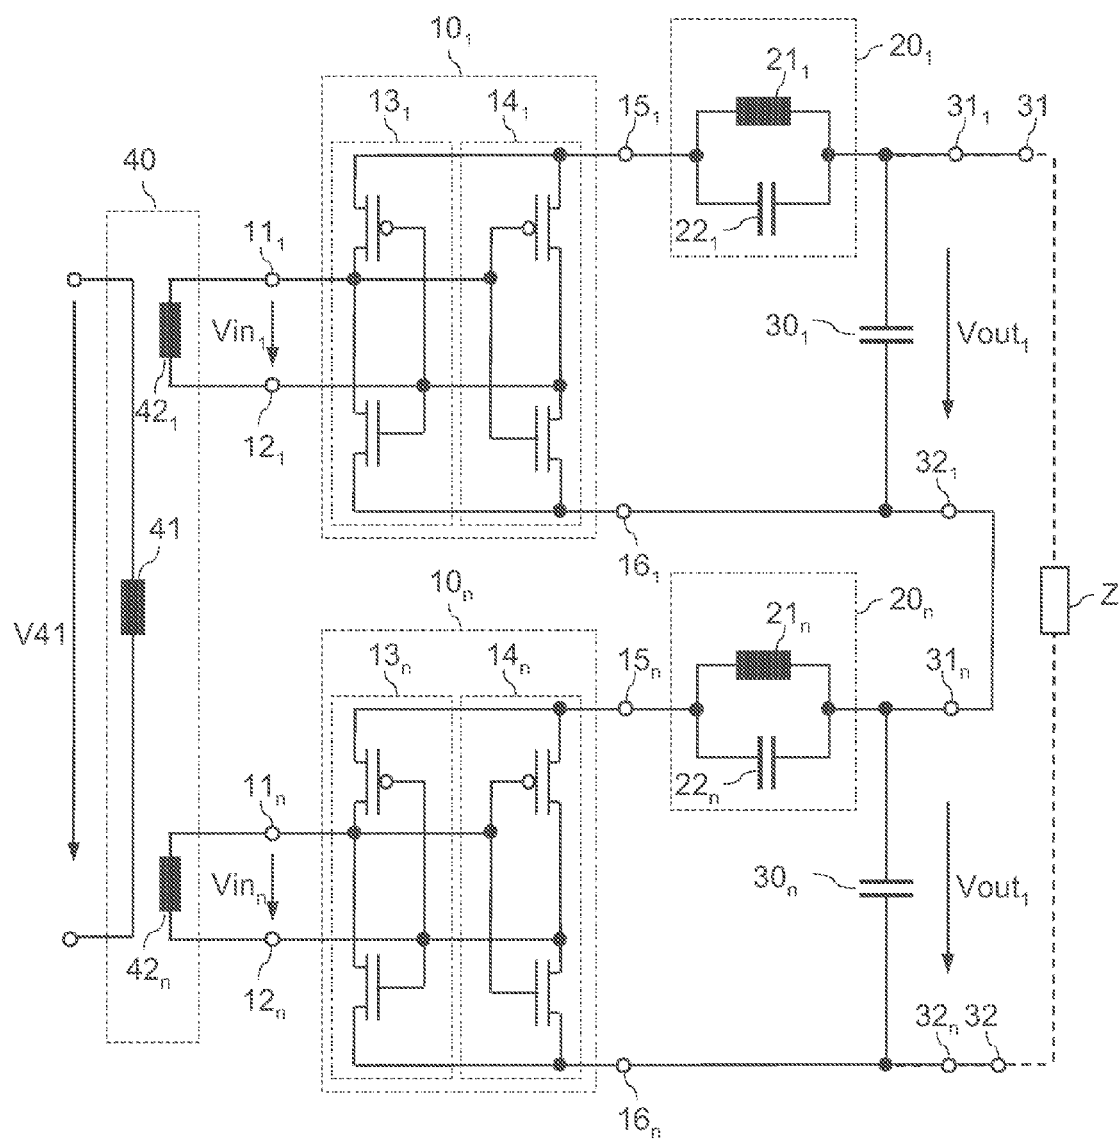 10₁
20₁
21₁
13₁
14₁
15₁
31₁
31
40
11₁
22₁
Vin₁
30₁
Vout₁
42₁
12₁
32₁
41
16₁
10ₙ
20ₙ
Z
V41
21ₙ
13ₙ
14ₙ
15ₙ
31ₙ
11ₙ
22ₙ
Vinₙ
30ₙ
Vout₁
42ₙ
12ₙ
32ₙ
32
16ₙ